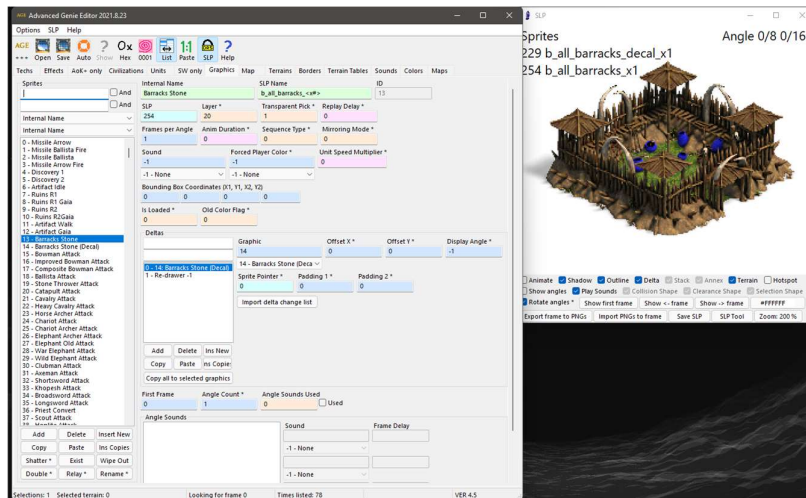 AGE Advanced Genie Editor 2021.8.23
Options SLP Help
Open Save Auto Show Hex 0001 List Paste SLP Help
Techs Effects AoK+ only Civilizations Units SW only Graphics Map Terrains Borders Terrain Tables Sounds Colors Maps
Sprites
And
And
Internal Name
Internal Name
0 - Missile Arrow
1 - Missile Ballista Fire
2 - Missile Ballista
3 - Missile Arrow Fire
4 - Discovery 1
5 - Discovery 2
6 - Artifact Idle
7 - Ruins R1
8 - Ruins R1 Gaia
9 - Ruins R2
10 - Ruins R2Gaia
11 - Artifact Walk
12 - Artifact Gaia
13 - Barracks Stone
14 - Barracks Stone (Decal)
15 - Bowman Attack
16 - Improved Bowman Attack
17 - Composite Bowman Attack
18 - Ballista Attack
19 - Stone Thrower Attack
20 - Catapult Attack
21 - Cavalry Attack
22 - Heavy Cavalry Attack
23 - Horse Archer Attack
24 - Chariot Attack
25 - Chariot Archer Attack
26 - Elephant Archer Attack
27 - Elephant Old Attack
28 - War Elephant Attack
29 - Wild Elephant Attack
30 - Clubman Attack
31 - Axeman Attack
32 - Shortsword Attack
33 - Khopesh Attack
34 - Broadsword Attack
35 - Longsword Attack
36 - Priest Convert
37 - Scout Attack
38 - Hoplite Attack
Add Delete Insert New
Copy Paste Ins Copies
Shatter * Exist Wipe Out
Double * Relay * Rename *
Internal Name SLP Name ID
Barracks Stone b_all_barracks_<x#> 13
SLP Layer * Transparent Pick * Replay Delay *
254 20 1 0
Frames per Angle Anim Duration * Sequence Type * Mirroring Mode *
1 0 0 0
Sound Forced Player Color * Unit Speed Multiplier *
-1 -1 0
-1 - None -1 - None
Bounding Box Coordinates (X1, Y1, X2, Y2)
0 0 0 0
Is Loaded * Old Color Flag *
0 0
Deltas
0 - 14: Barracks Stone (Decal)
1 - Re-drawer -1
Graphic Offset X * Offset Y * Display Angle *
14 0 0 -1
14 - Barracks Stone (Deca
Sprite Pointer * Padding 1 * Padding 2 *
0 0 0
Import delta change list
Add Delete Ins New
Copy Paste Ins Copies
Copy all to selected graphics
First Frame Angle Count * Angle Sounds Used
0 1 0 Used
Angle Sounds
Sound Frame Delay
-1 - None
-1 - None
Selections: 1 Selected terrain: 0 Looking for frame 0 Times listed: 78 VER 4.5
SLP
Sprites Angle 0/8 0/16
229 b_all_barracks_decal_x1
254 b_all_barracks_x1
Animate Shadow Outline Delta Stack Annex Terrain Hotspot
Show angles Play Sounds Collision Shape Clearance Shape Selection Shape
Rotate angles * Show first frame Show <- frame Show -> frame #FFFFFF
Export frame to PNGs Import PNGs to frame Save SLP SLP Tool Zoom: 200 %